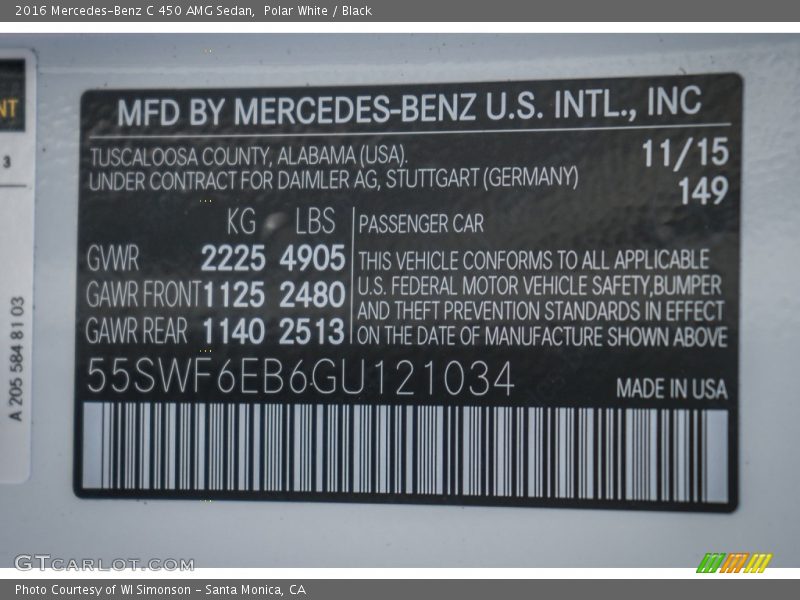 2016 Mercedes-Benz C 450 AMG Sedan,  Polar White / Black
NT
3
A 205 584 81 03
MFD BY MERCEDES-BENZ U.S. INTL., INC
TUSCALOOSA COUNTY, ALABAMA (USA).
UNDER CONTRACT FOR DAIMLER AG, STUTTGART (GERMANY)
11/15
149
KG LBS
GVWR 2225 4905
GAWR FRONT 1125 2480
GAWR REAR 1140 2513
PASSENGER CAR
THIS VEHICLE CONFORMS TO ALL APPLICABLE
U.S. FEDERAL MOTOR VEHICLE SAFETY,BUMPER
AND THEFT PREVENTION STANDARDS IN EFFECT
ON THE DATE OF MANUFACTURE SHOWN ABOVE
55SWF6EB6GU121034
MADE IN USA
GTCARLOT.COM
Photo Courtesy of WI Simonson - Santa Monica, CA